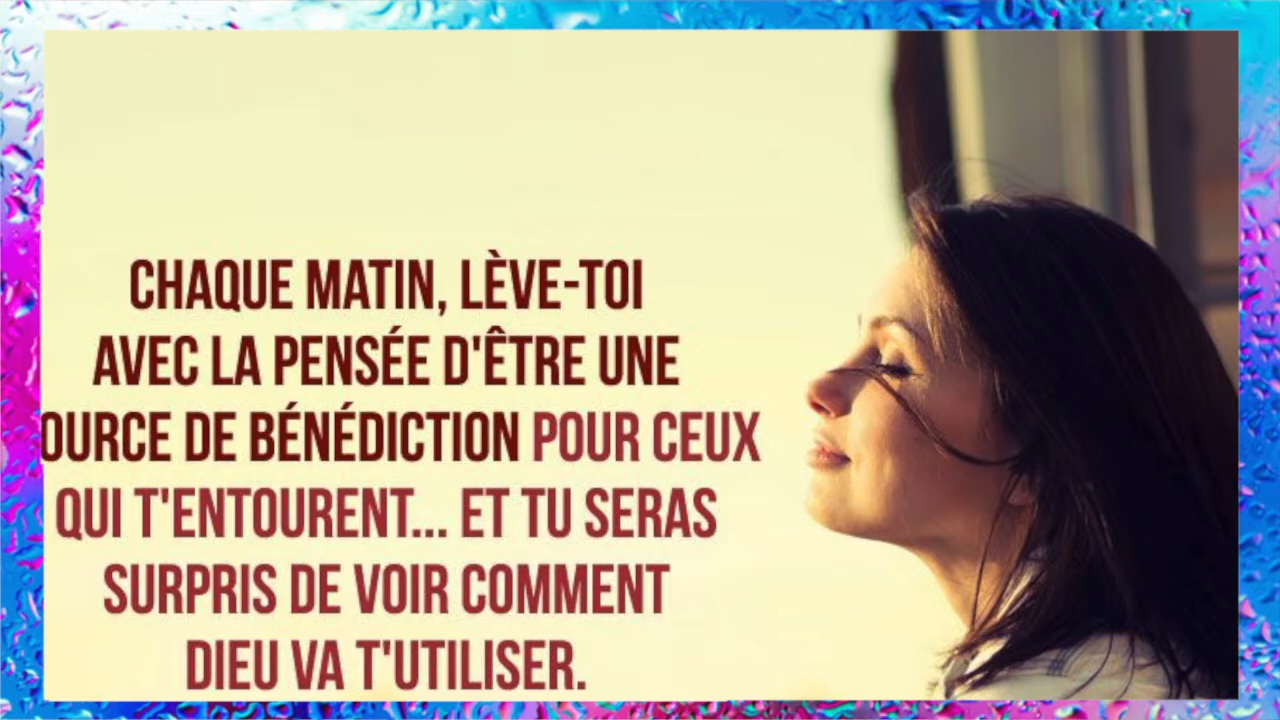 CHAQUE MATIN, LÈVE-TOI
AVEC LA PENSÉE D'ÊTRE UNE
OURCE DE BÉNÉDICTION POUR CEUX
QUI T'ENTOURENT... ET TU SERAS
SURPRIS DE VOIR COMMENT
DIEU VA T'UTILISER.